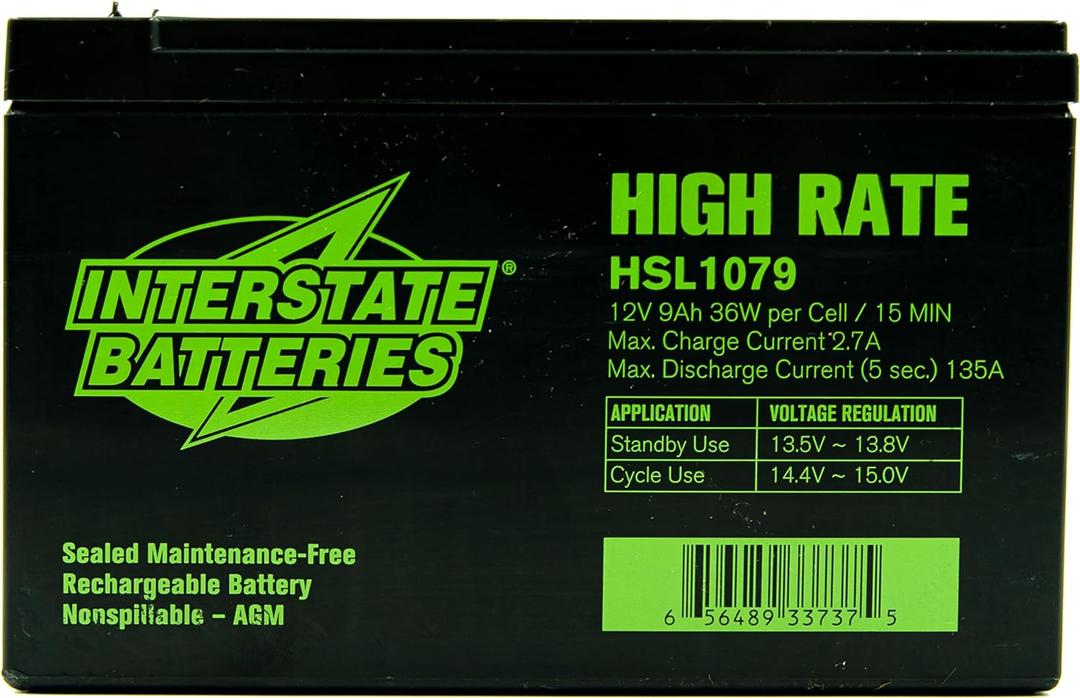 INTERSTATE
BATTERIES®
HIGH RATE
HSL1079
12V 9Ah 36W per Cell / 15 MIN
Max. Charge Current 2.7A
Max. Discharge Current (5 sec.) 135A
APPLICATION VOLTAGE REGULATION
Standby Use 13.5V ~ 13.8V
Cycle Use 14.4V ~ 15.0V
Sealed Maintenance-Free
Rechargeable Battery
Nonspillable – AGM
6 56489 33737 5